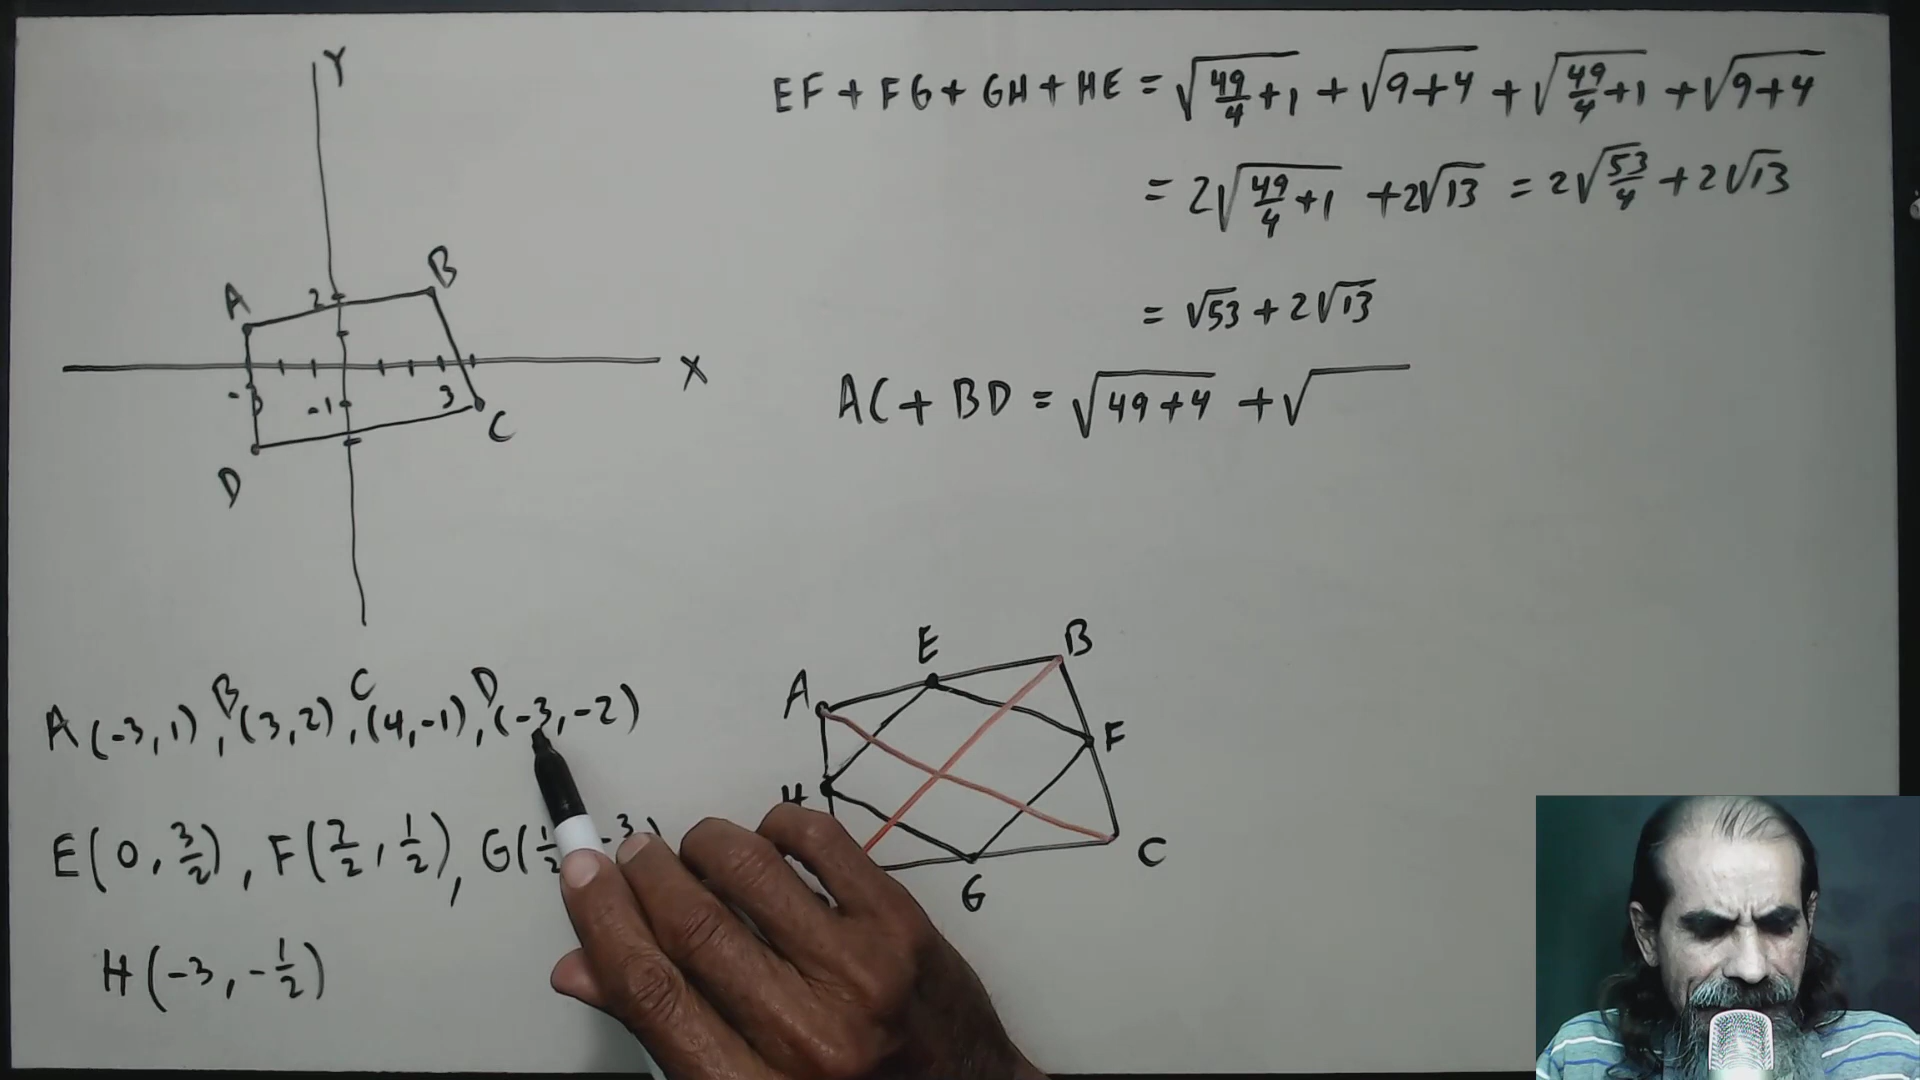 Y
EF + FG + GH + HE = √(49/4 + 1) + √(9+4) + √(49/4 + 1) + √(9+4)
= 2√(49/4 + 1) + 2√13 = 2√(53/4) + 2√13
= √53 + 2√13
AC + BD = √(49+4) + √
A
2
B
X
-3
-1
3
C
D
A(-3,1), B(3,2), C(4,-1), D(-3,-2)
E(0, 3/2), F(7/2, 1/2), G(
H(-3, -1/2)
E
B
A
F
H
C
G